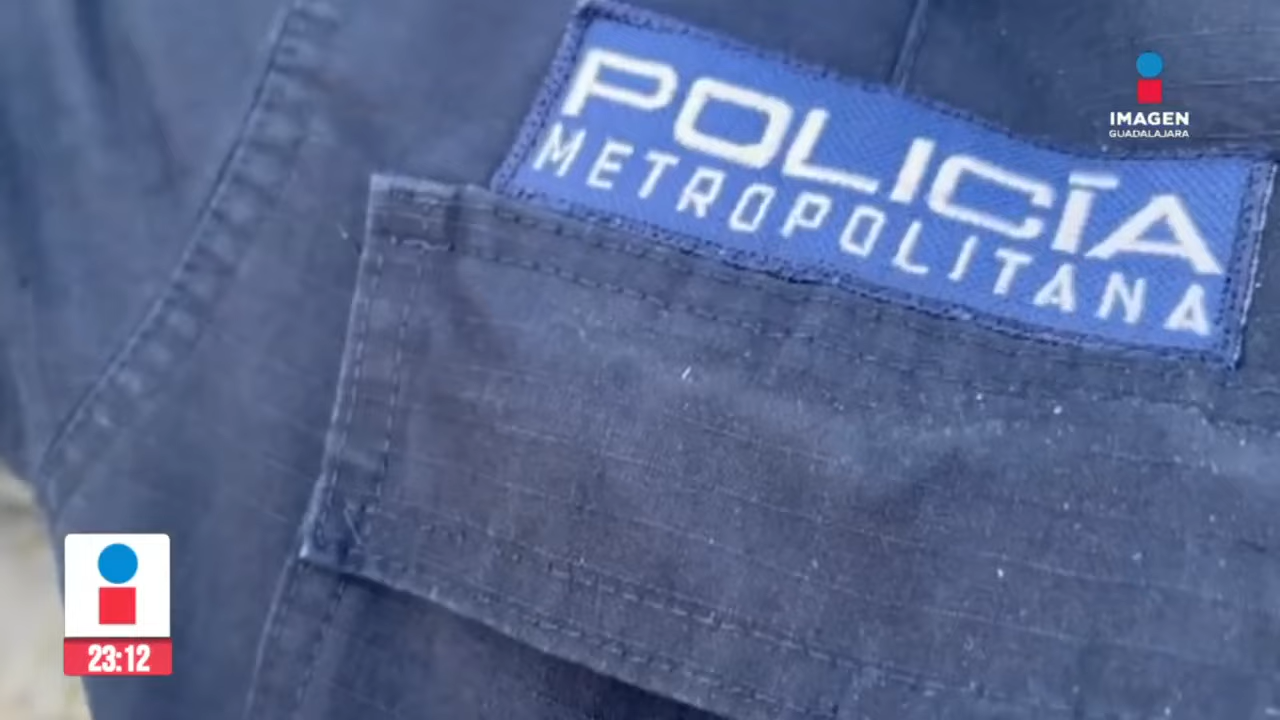 POLICÍA
METROPOLITANA
IMAGEN
GUADALAJARA
23:12